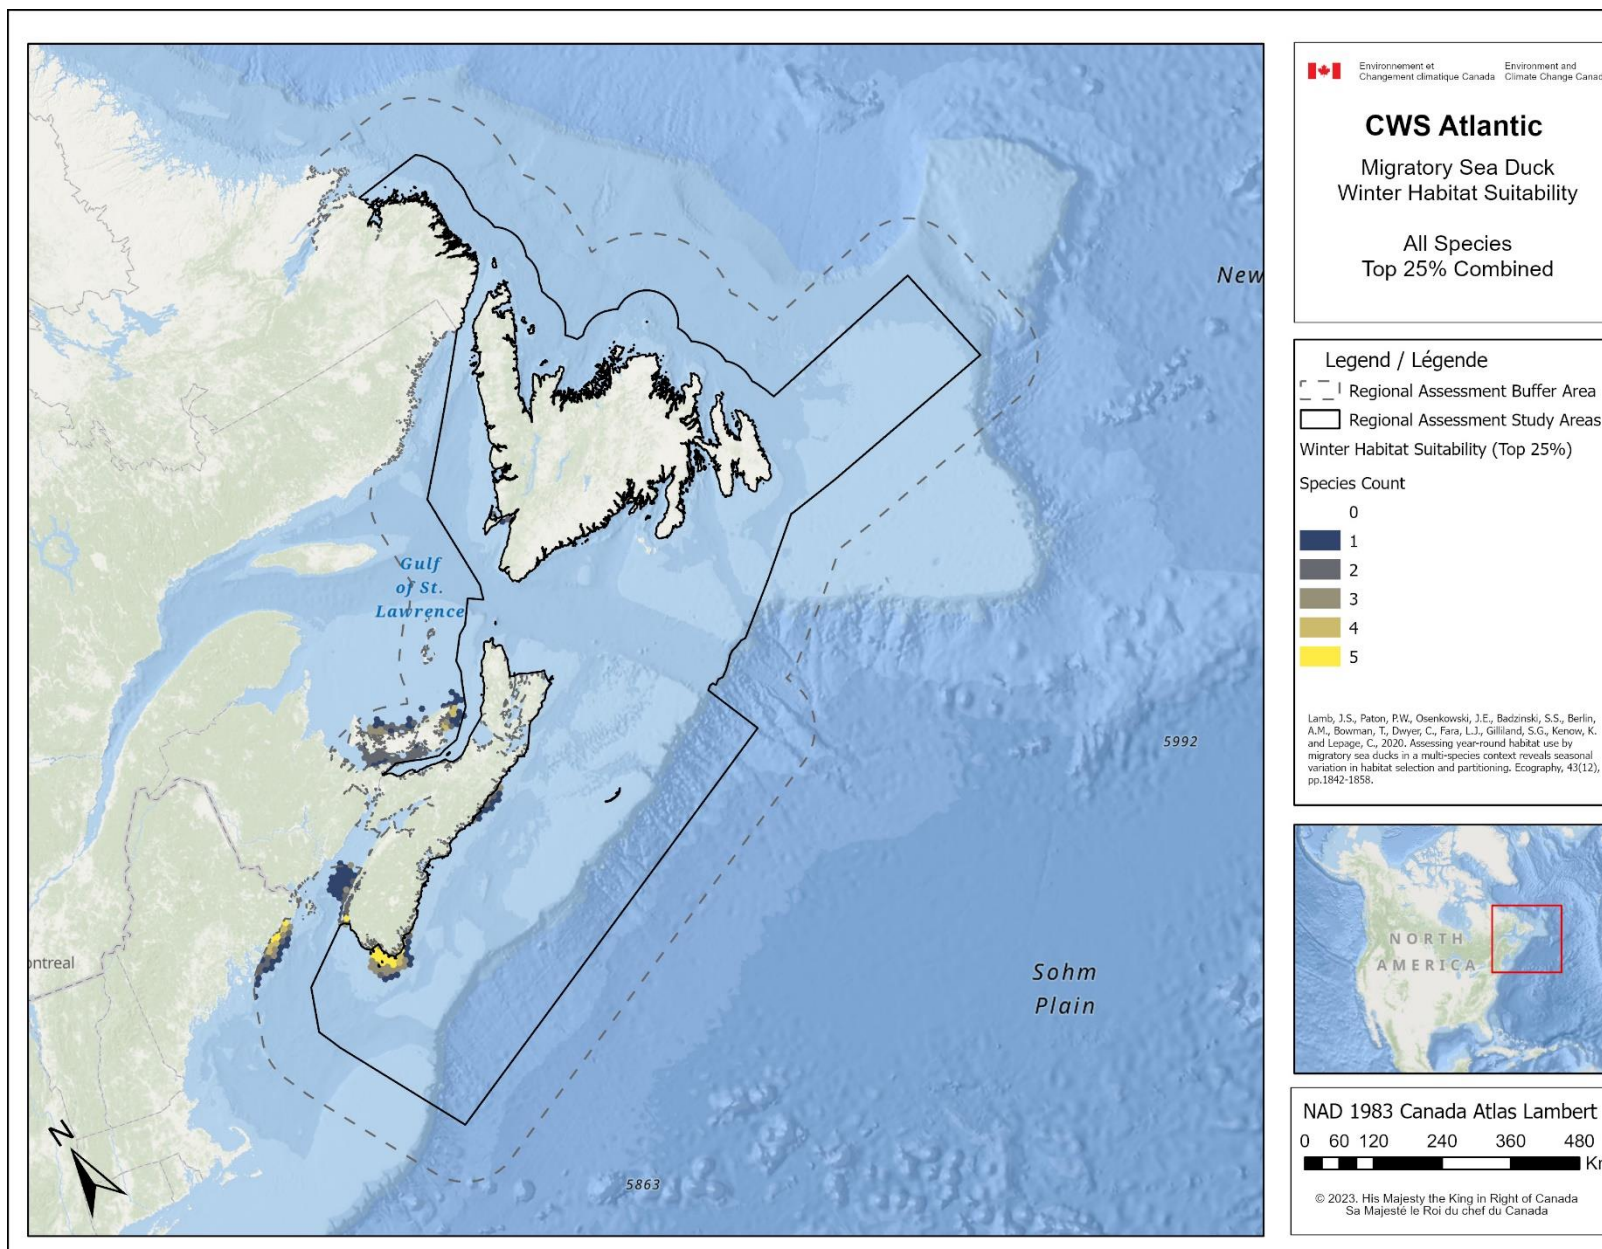 Environnement et
Changement climatique Canada
Environment and
Climate Change Canad
CWS Atlantic
Migratory Sea Duck
Winter Habitat Suitability
All Species
Top 25% Combined
Legend / Légende
Regional Assessment Buffer Area
Regional Assessment Study Areas
Winter Habitat Suitability (Top 25%)
Species Count
0
1
2
3
4
5
Lamb, J.S., Paton, P.W., Osenkowski, J.E., Badzinski, S.S., Berlin,
A.M., Bowman, T., Dwyer, C., Fara, L.J., Gilliland, S.G., Kenow, K.
and Lepage, C., 2020. Assessing year-round habitat use by
migratory sea ducks in a multi-species context reveals seasonal
variation in habitat selection and partitioning. Ecography, 43(12),
pp.1842-1858.
NORTH
AMERICA
NAD 1983 Canada Atlas Lambert
0 60 120 240 360 480
Km
© 2023. His Majesty the King in Right of Canada
Sa Majesté le Roi du chef du Canada
New
Gulf
of St.
Lawrence
5992
ontreal
Sohm
Plain
5863
N